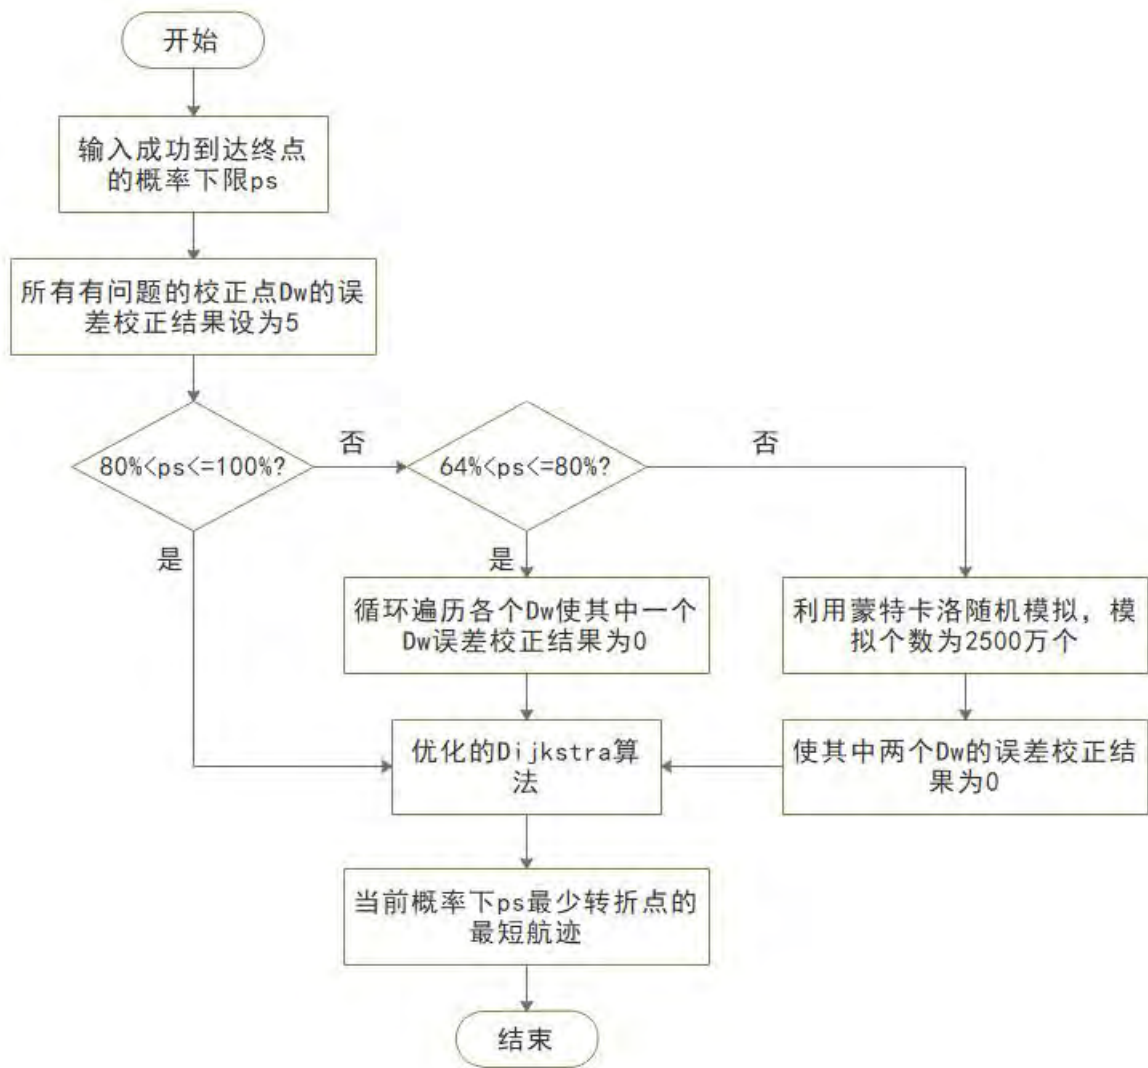 开始
输入成功到达终点
的概率下限ps
所有有问题的校正点Dw的误
差校正结果设为5
80%<ps<=100%?
否
64%<ps<=80%?
否
是
是
循环遍历各个Dw使其中一个
Dw误差校正结果为0
利用蒙特卡洛随机模拟，模
拟个数为2500万个
优化的Dijkstra算
法
使其中两个Dw的误差校正结
果为0
当前概率下ps最少转折点的
最短航迹
结束